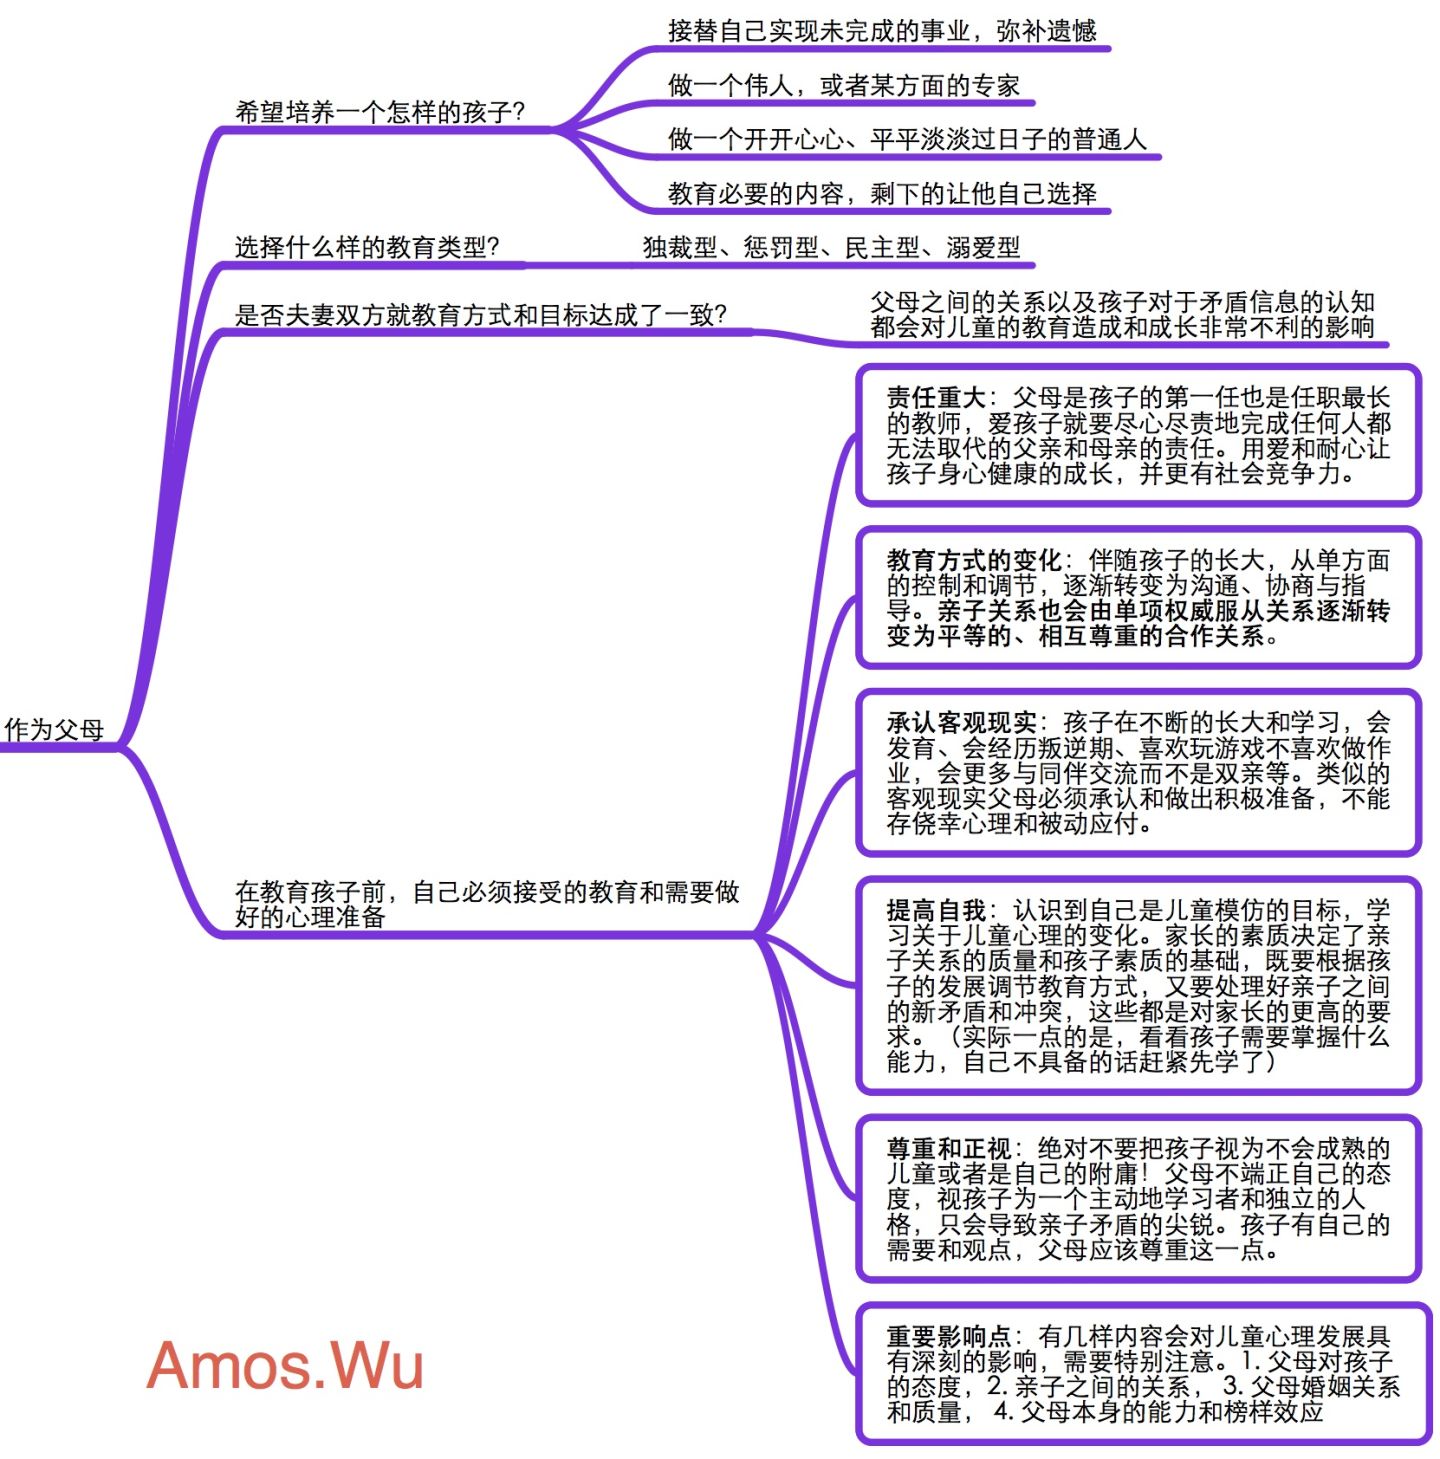 接替自己实现未完成的事业，弥补遗憾
做一个伟人，或者某方面的专家
希望培养一个怎样的孩子？
做一个开开心心、平平淡淡过日子的普通人
教育必要的内容，剩下的让他自己选择
选择什么样的教育类型？
独裁型、惩罚型、民主型、溺爱型
是否夫妻双方就教育方式和目标达成了一致？
父母之间的关系以及孩子对于矛盾信息的认知
都会对儿童的教育造成和成长非常不利的影响
责任重大：父母是孩子的第一任也是任职最长
的教师，爱孩子就要尽心尽责地完成任何人都
无法取代的父亲和母亲的责任。用爱和耐心让
孩子身心健康的成长，并更有社会竞争力。
教育方式的变化：伴随孩子的长大，从单方面
的控制和调节，逐渐转变为沟通、协商与指
导。亲子关系也会由单项权威服从关系逐渐转
变为平等的、相互尊重的合作关系。
作为父母
承认客观现实：孩子在不断的长大和学习，会
发育、会经历叛逆期、喜欢玩游戏不喜欢做作
业，会更多与同伴交流而不是双亲等。类似的
客观现实父母必须承认和做出积极准备，不能
存侥幸心理和被动应付。
在教育孩子前，自己必须接受的教育和需要做
好的心理准备
提高自我：认识到自己是儿童模仿的目标，学
习关于儿童心理的变化。家长的素质决定了亲
子关系的质量和孩子素质的基础，既要根据孩
子的发展调节教育方式，又要处理好亲子之间
的新矛盾和冲突，这些都是对家长的更高的要
求。（实际一点的是，看看孩子需要掌握什么
能力，自己不具备的话赶紧先学了）
尊重和正视：绝对不要把孩子视为不会成熟的
儿童或者是自己的附庸！父母不端正自己的态
度，视孩子为一个主动地学习者和独立的人
格，只会导致亲子矛盾的尖锐。孩子有自己的
需要和观点，父母应该尊重这一点。
重要影响点：有几样内容会对儿童心理发展具
有深刻的影响，需要特别注意。1. 父母对孩子
的态度，2. 亲子之间的关系， 3. 父母婚姻关系
和质量， 4. 父母本身的能力和榜样效应
Amos.Wu